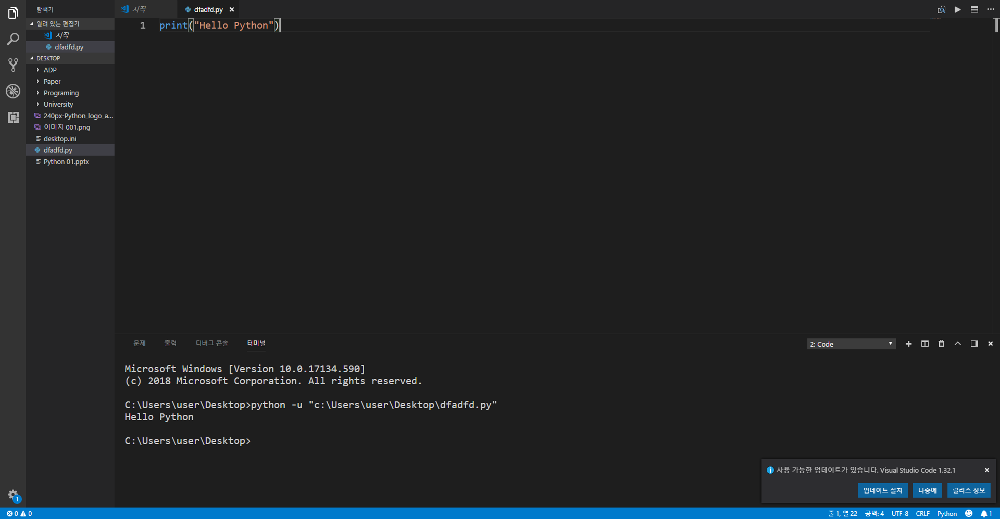 탐색기
열려 있는 편집기
시작
dfadfd.py
DESKTOP
ADP
Paper
Programing
University
240px-Python_logo_a...
이미지 001.png
desktop.ini
dfadfd.py
Python 01.pptx
시작
dfadfd.py
1 print("Hello Python")
문제 출력 디버그 콘솔 터미널
2: Code
Microsoft Windows [Version 10.0.17134.590]
(c) 2018 Microsoft Corporation. All rights reserved.
C:\Users\user\Desktop>python -u "c:\Users\user\Desktop\dfadfd.py"
Hello Python
C:\Users\user\Desktop>
사용 가능한 업데이트가 있습니다. Visual Studio Code 1.32.1
업데이트 설치 나중에 릴리스 정보
1
0 0
줄 1, 열 22 공백: 4 UTF-8 CRLF Python 1